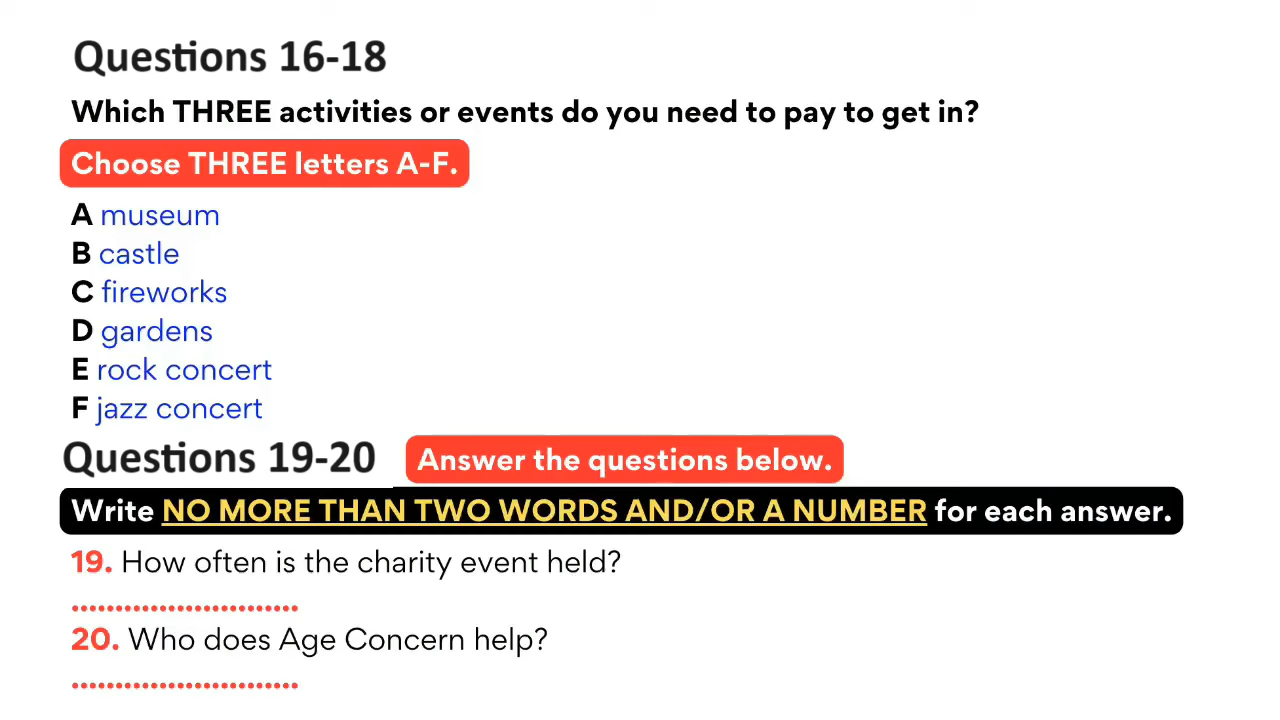 Questions 16-18
Which THREE activities or events do you need to pay to get in?
Choose THREE letters A-F.
A museum
B castle
C fireworks
D gardens
E rock concert
F jazz concert
Questions 19-20 Answer the questions below.
Write NO MORE THAN TWO WORDS AND/OR A NUMBER for each answer.
19. How often is the charity event held?
..........................
20. Who does Age Concern help?
..........................